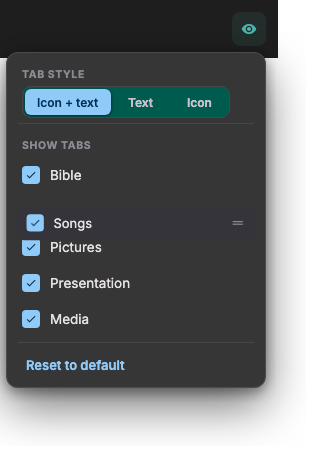 TAB STYLE
Icon + text Text Icon
SHOW TABS
Bible
Songs
Pictures
Presentation
Media
Reset to default